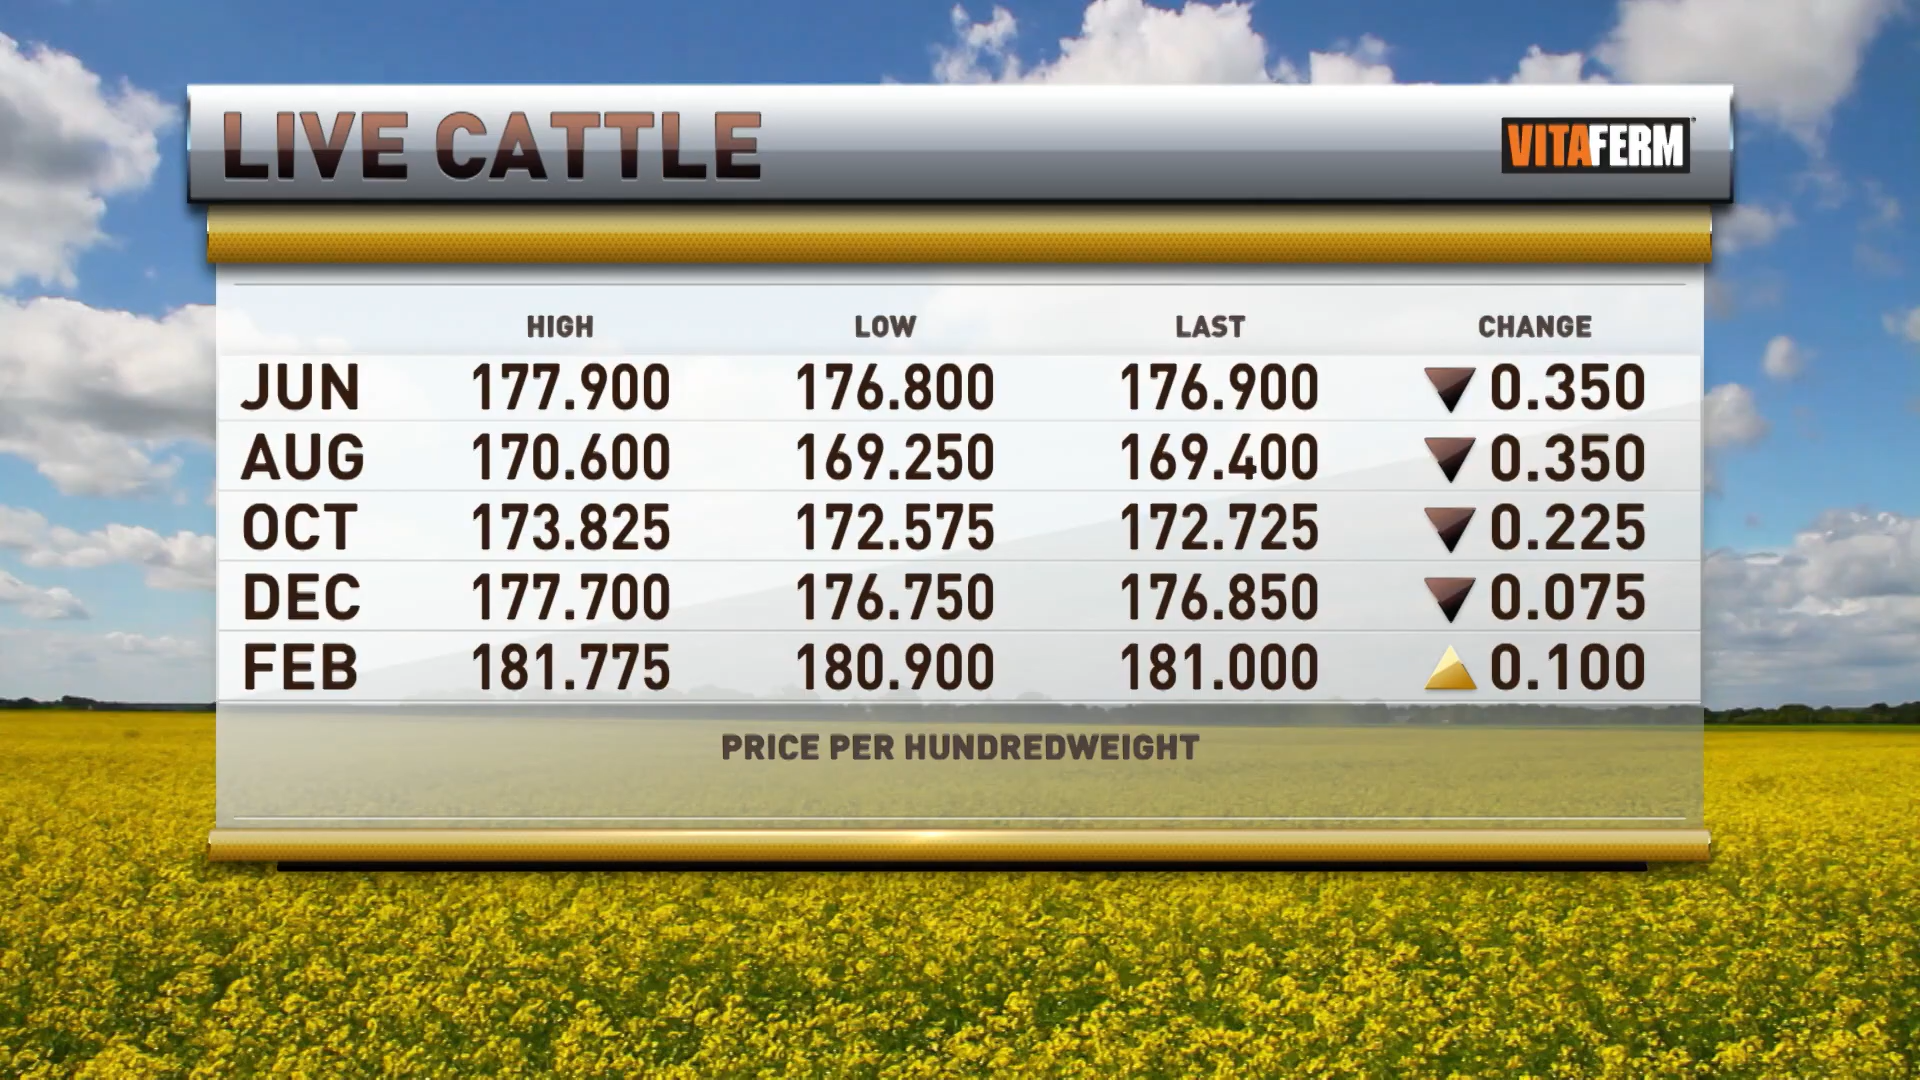 LIVE CATTLE
VITAFERM®
HIGH LOW LAST CHANGE
JUN 177.900 176.800 176.900 ▼ 0.350
AUG 170.600 169.250 169.400 ▼ 0.350
OCT 173.825 172.575 172.725 ▼ 0.225
DEC 177.700 176.750 176.850 ▼ 0.075
FEB 181.775 180.900 181.000 ▲ 0.100
PRICE PER HUNDREDWEIGHT